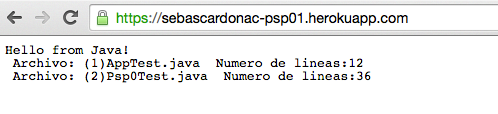 https://sebascardonac-psp01.herokuapp.com
Hello from Java!
Archivo: (1)AppTest.java  Numero de lineas:12
Archivo: (2)Psp0Test.java  Numero de lineas:36